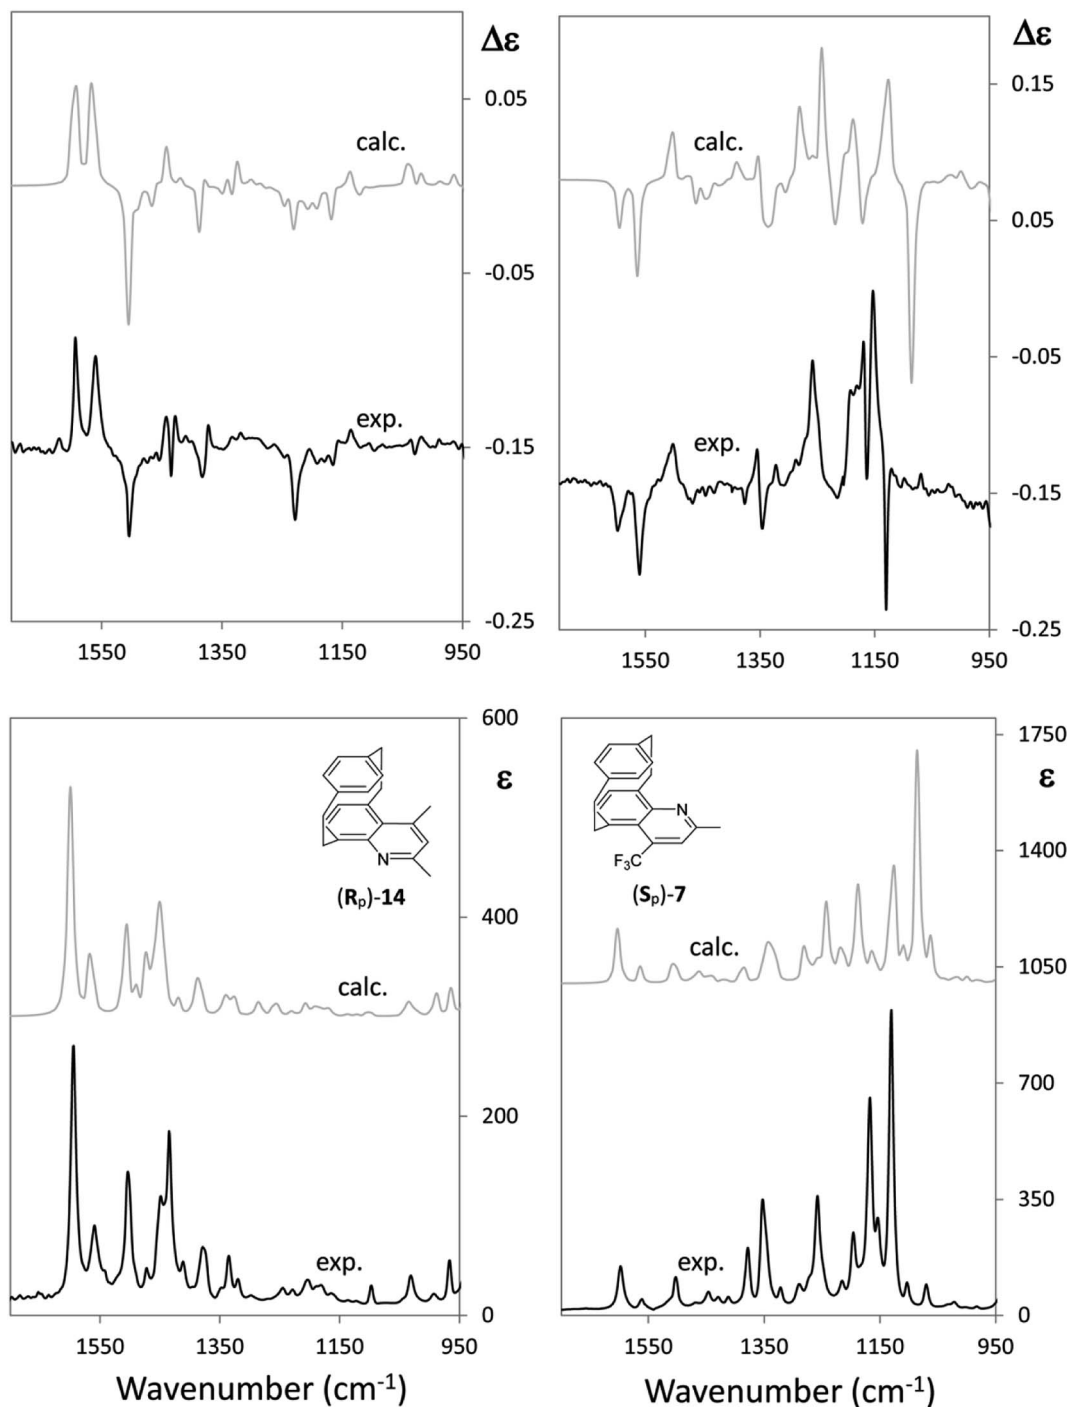 Δε
0.05
calc.
-0.05
exp.
-0.15
-0.25
1550 1350 1150 950
Δε
0.15
calc.
0.05
-0.05
exp.
-0.15
-0.25
1550 1350 1150 950
600
ε
N
(Rp)-14
400
calc.
200
exp.
0
1550 1350 1150 950
Wavenumber (cm-1)
1750
ε
N
F3C
1400
(Sp)-7
calc.
1050
700
350
exp.
0
1550 1350 1150 950
Wavenumber (cm-1)